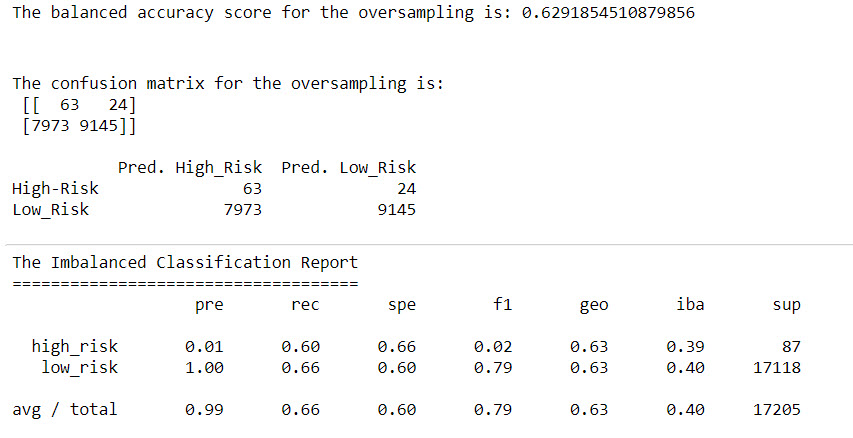 The balanced accuracy score for the oversampling is: 0.6291854510879856
The confusion matrix for the oversampling is:
[[  63   24]
[7973 9145]]
Pred. High_Risk  Pred. Low_Risk
High-Risk                63               24
Low_Risk               7973             9145
The Imbalanced Classification Report
====================================
pre       rec       spe        f1       geo       iba       sup
high_risk       0.01      0.60      0.66      0.02      0.63      0.39        87
low_risk       1.00      0.66      0.60      0.79      0.63      0.40     17118
avg / total       0.99      0.66      0.60      0.79      0.63      0.40     17205